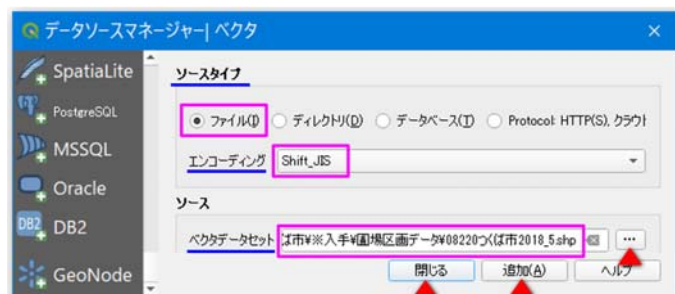 データソースマネージャー | ベクタ
SpatiaLite
PostgreSQL
MSSQL
Oracle
DB2
DB2
GeoNode
ソースタイプ
ファイル(I) ディレクトリ(D) データベース(T) Protocol: HTTP(S), クラウト
エンコーディング Shift_JIS
ソース
ベクタデータセット ば市¥※入手¥圃場区画データ¥08220つくば市2018_5.shp ...
閉じる 追加(A) ヘルプ